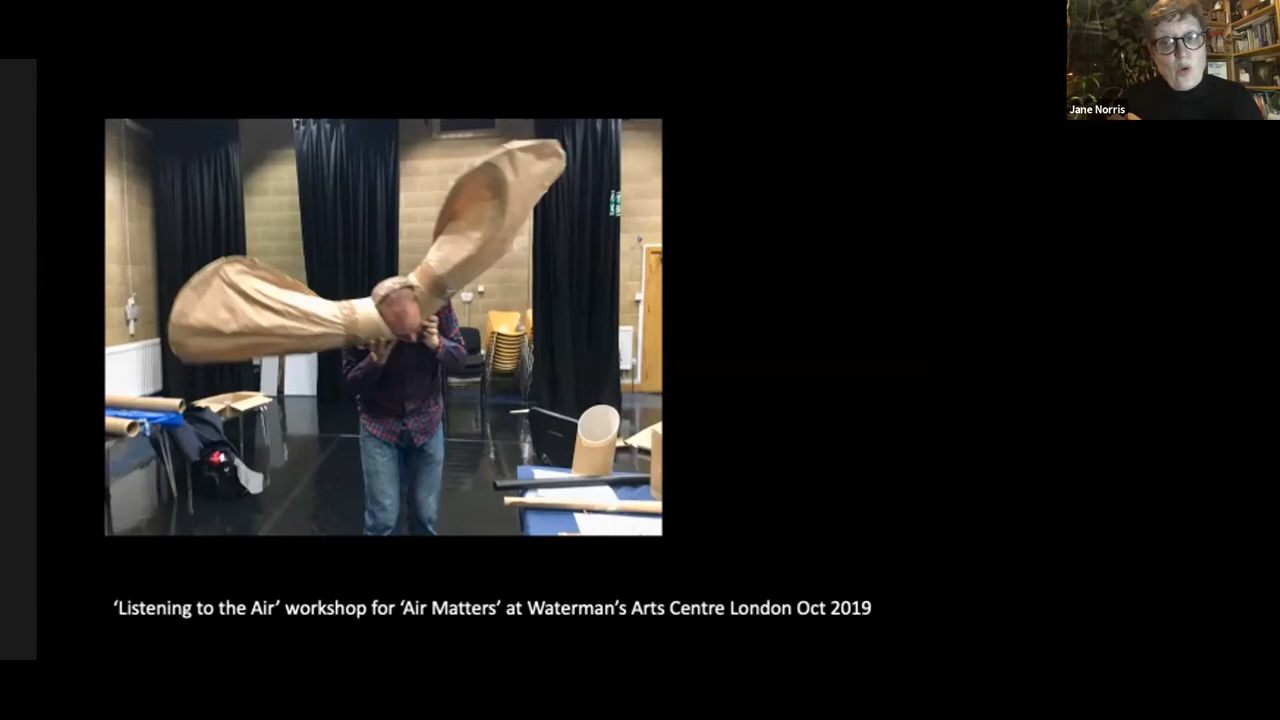 Jane Norris
‘Listening to the Air’ workshop for ‘Air Matters’ at Waterman’s Arts Centre London Oct 2019